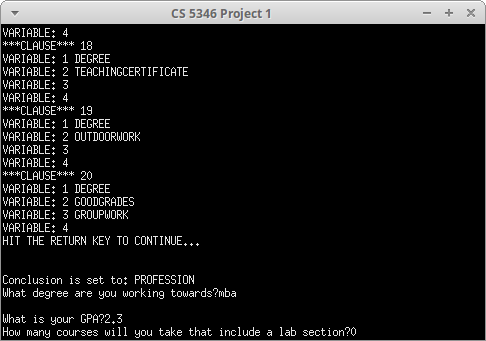 CS 5346 Project 1
VARIABLE: 4
***CLAUSE*** 18
VARIABLE: 1 DEGREE
VARIABLE: 2 TEACHINGCERTIFICATE
VARIABLE: 3
VARIABLE: 4
***CLAUSE*** 19
VARIABLE: 1 DEGREE
VARIABLE: 2 OUTDOORWORK
VARIABLE: 3
VARIABLE: 4
***CLAUSE*** 20
VARIABLE: 1 DEGREE
VARIABLE: 2 GOODGRADES
VARIABLE: 3 GROUPWORK
VARIABLE: 4
HIT THE RETURN KEY TO CONTINUE...
Conclusion is set to: PROFESSION
What degree are you working towards?mba
What is your GPA?2.3
How many courses will you take that include a lab section?0